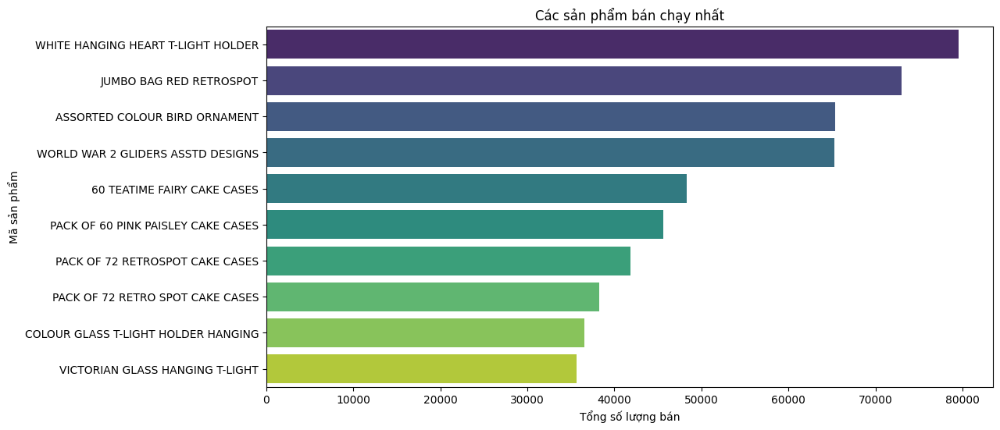 Các sản phẩm bán chạy nhất
Mã sản phẩm
WHITE HANGING HEART T-LIGHT HOLDER
JUMBO BAG RED RETROSPOT
ASSORTED COLOUR BIRD ORNAMENT
WORLD WAR 2 GLIDERS ASSTD DESIGNS
60 TEATIME FAIRY CAKE CASES
PACK OF 60 PINK PAISLEY CAKE CASES
PACK OF 72 RETROSPOT CAKE CASES
PACK OF 72 RETRO SPOT CAKE CASES
COLOUR GLASS T-LIGHT HOLDER HANGING
VICTORIAN GLASS HANGING T-LIGHT
0 10000 20000 30000 40000 50000 60000 70000 80000
Tổng số lượng bán